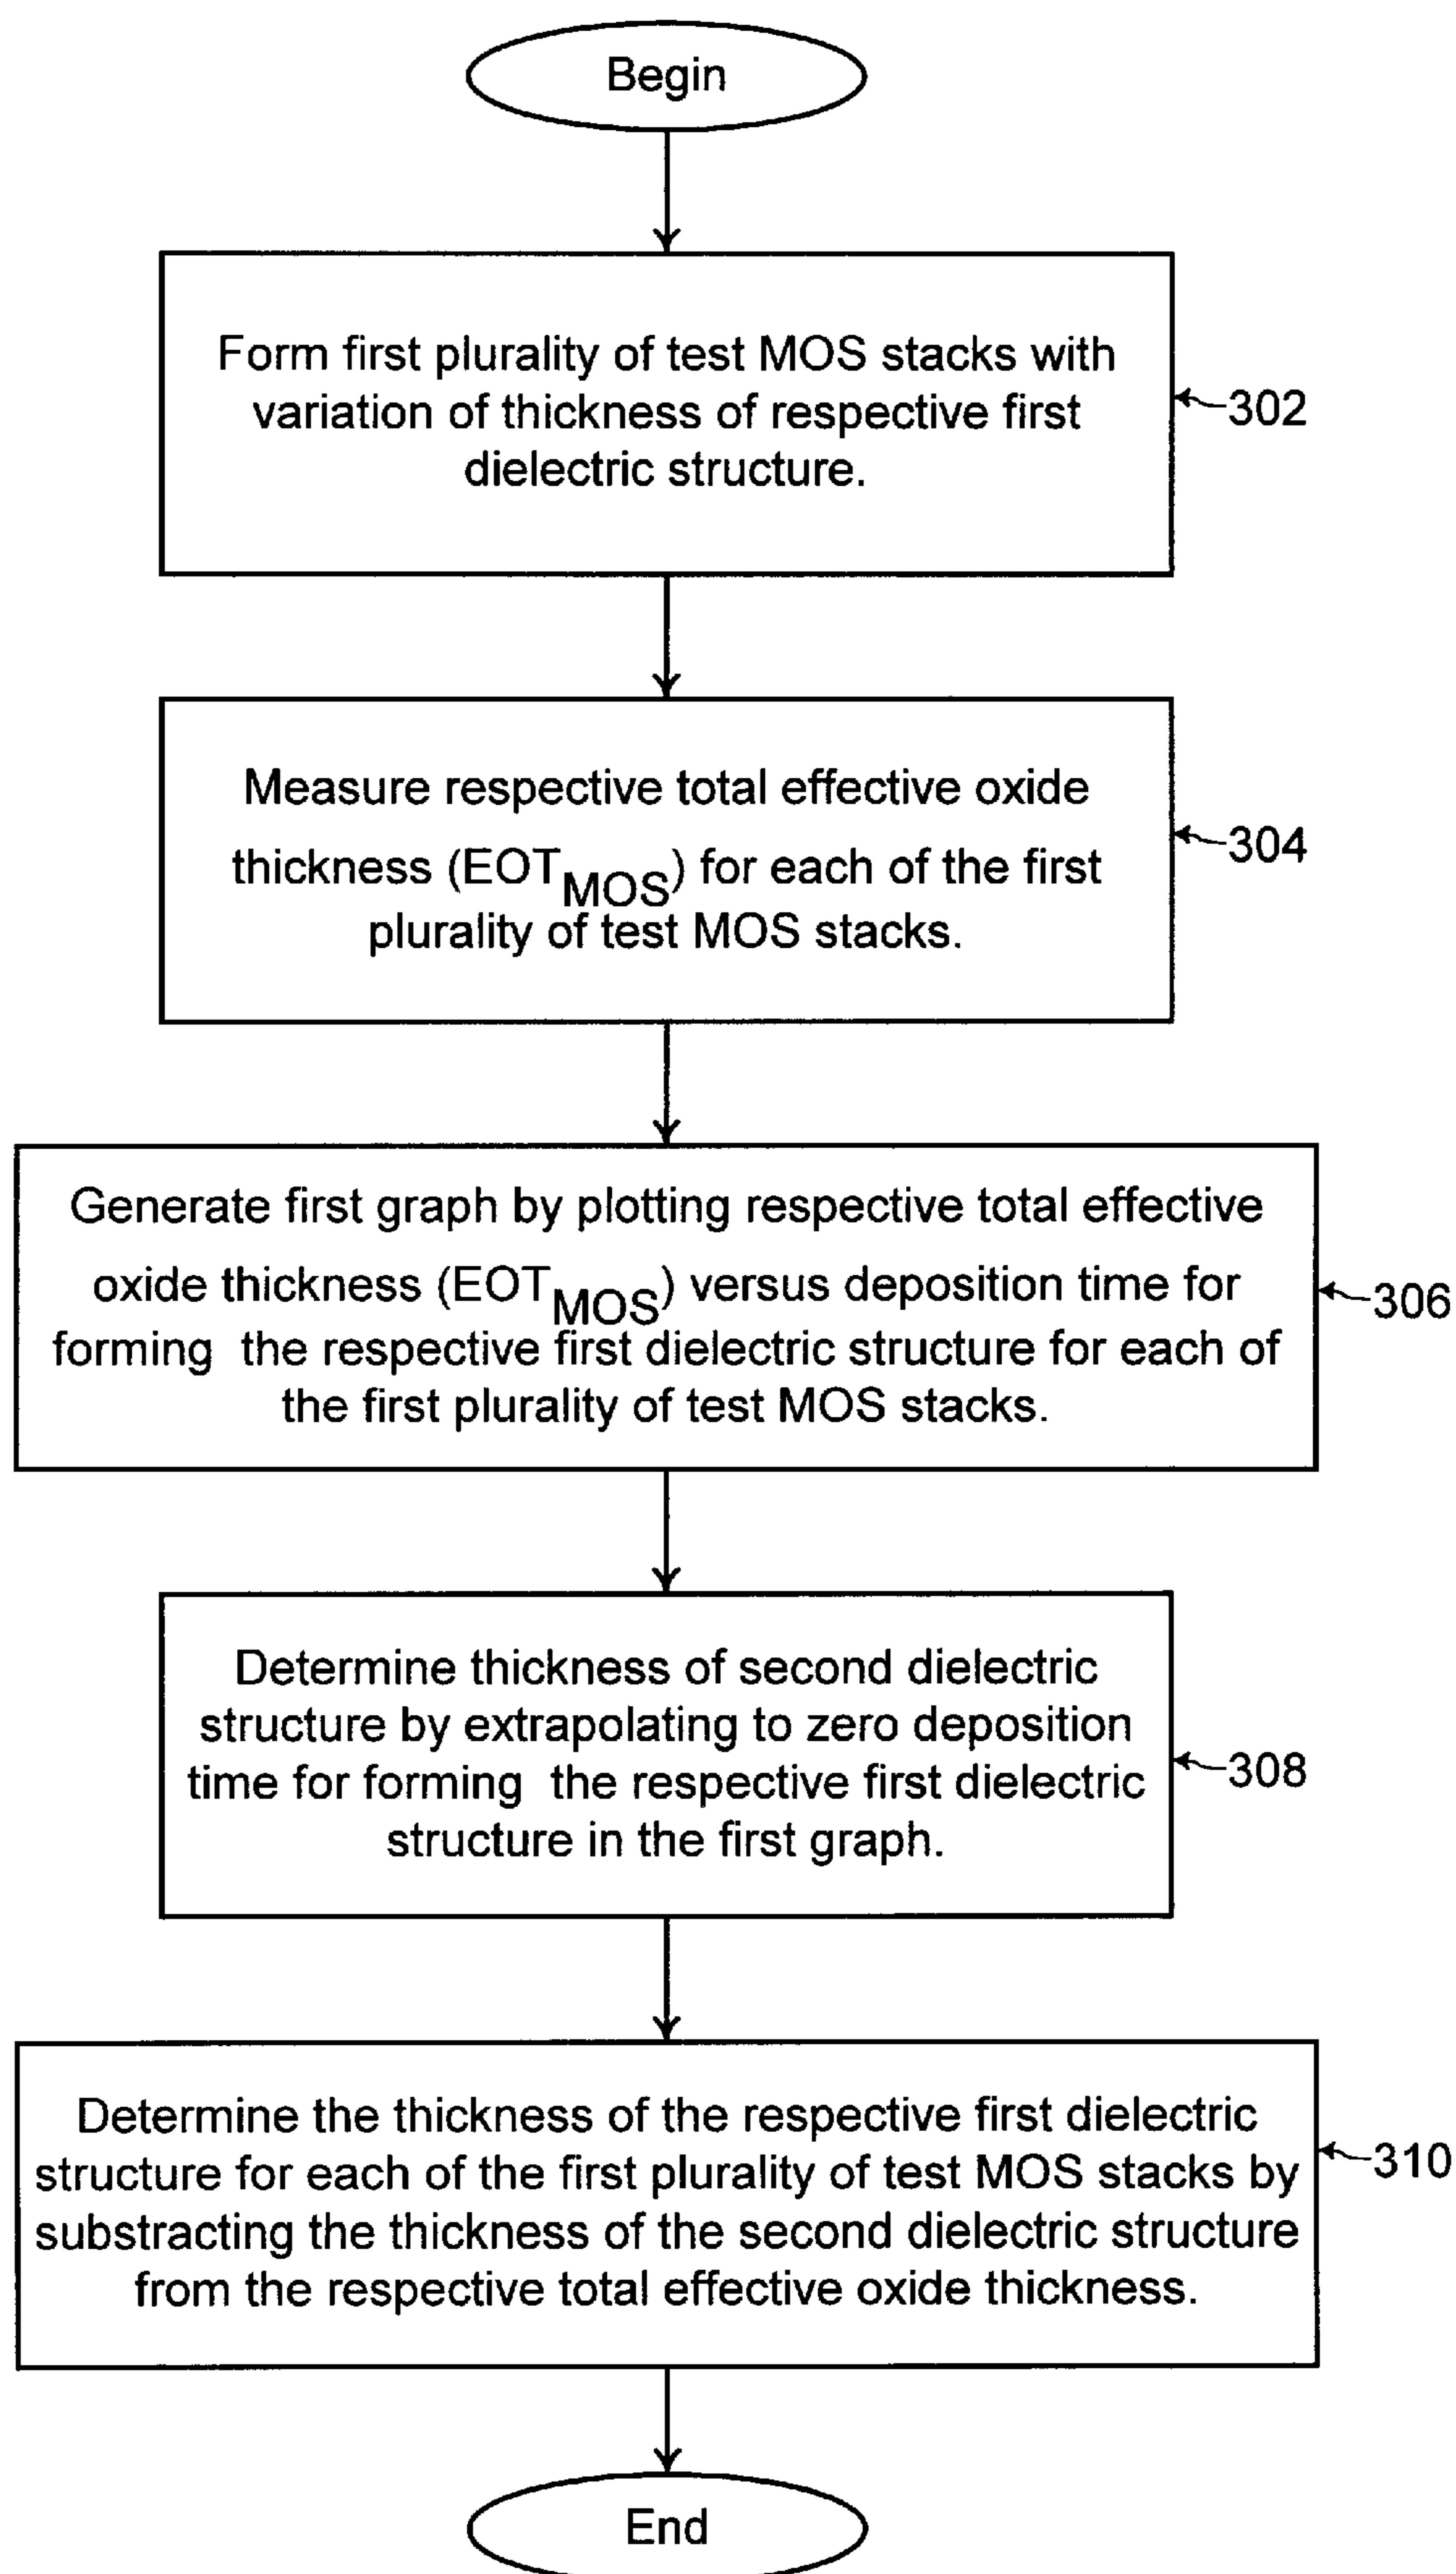 Begin
Form first plurality of test MOS stacks with
variation of thickness of respective first
dielectric structure.
302
Measure respective total effective oxide
thickness (EOTMOS) for each of the first
plurality of test MOS stacks.
304
Generate first graph by plotting respective total effective
oxide thickness (EOTMOS) versus deposition time for
forming the respective first dielectric structure for each of
the first plurality of test MOS stacks.
306
Determine thickness of second dielectric
structure by extrapolating to zero deposition
time for forming the respective first dielectric
structure in the first graph.
308
Determine the thickness of the respective first dielectric
structure for each of the first plurality of test MOS stacks by
substracting the thickness of the second dielectric structure
from the respective total effective oxide thickness.
310
End